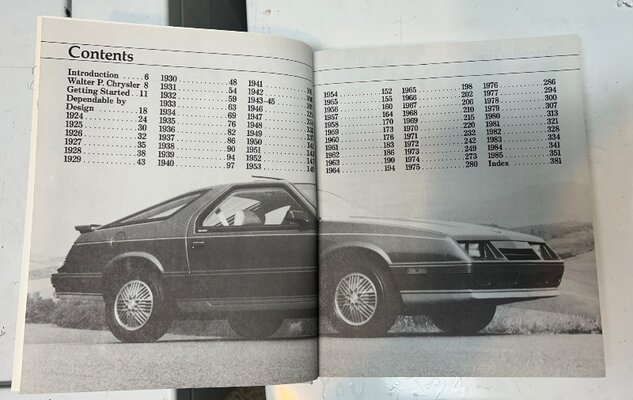 Contents
Introduction ..... 6
Walter P. Chrysler 8
Getting Started .. 11
Dependable by
Design ........ 18
1924 ........ 24
1925 ........ 30
1926 ........ 32
1927 ........ 35
1928 ........ 38
1929 ........ 43
1930 ........ 48
1931 ........ 54
1932 ........ 59
1933 ........ 63
1934 ........ 69
1935 ........ 76
1936 ........ 82
1937 ........ 86
1938 ........ 90
1939 ........ 94
1940 ........ 97
1941
1942
1943-45
1946
1947
1948
1949
1950
1951
1952
1953
1954 ........ 152
1955 ........ 155
1956 ........ 160
1957 ........ 164
1958 ........ 170
1959 ........ 173
1960 ........ 176
1961 ........ 183
1962 ........ 186
1963 ........ 190
1964 ........ 194
1965 ........ 198
1966 ........ 202
1967 ........ 206
1968 ........ 210
1969 ........ 215
1970 ........ 220
1971 ........ 232
1972 ........ 242
1973 ........ 249
1974 ........ 273
1975 ........ 280
1976 ........ 286
1977 ........ 294
1978 ........ 300
1979 ........ 307
1980 ........ 313
1981 ........ 321
1982 ........ 328
1983 ........ 334
1984 ........ 341
1985 ........ 351
Index ........ 381